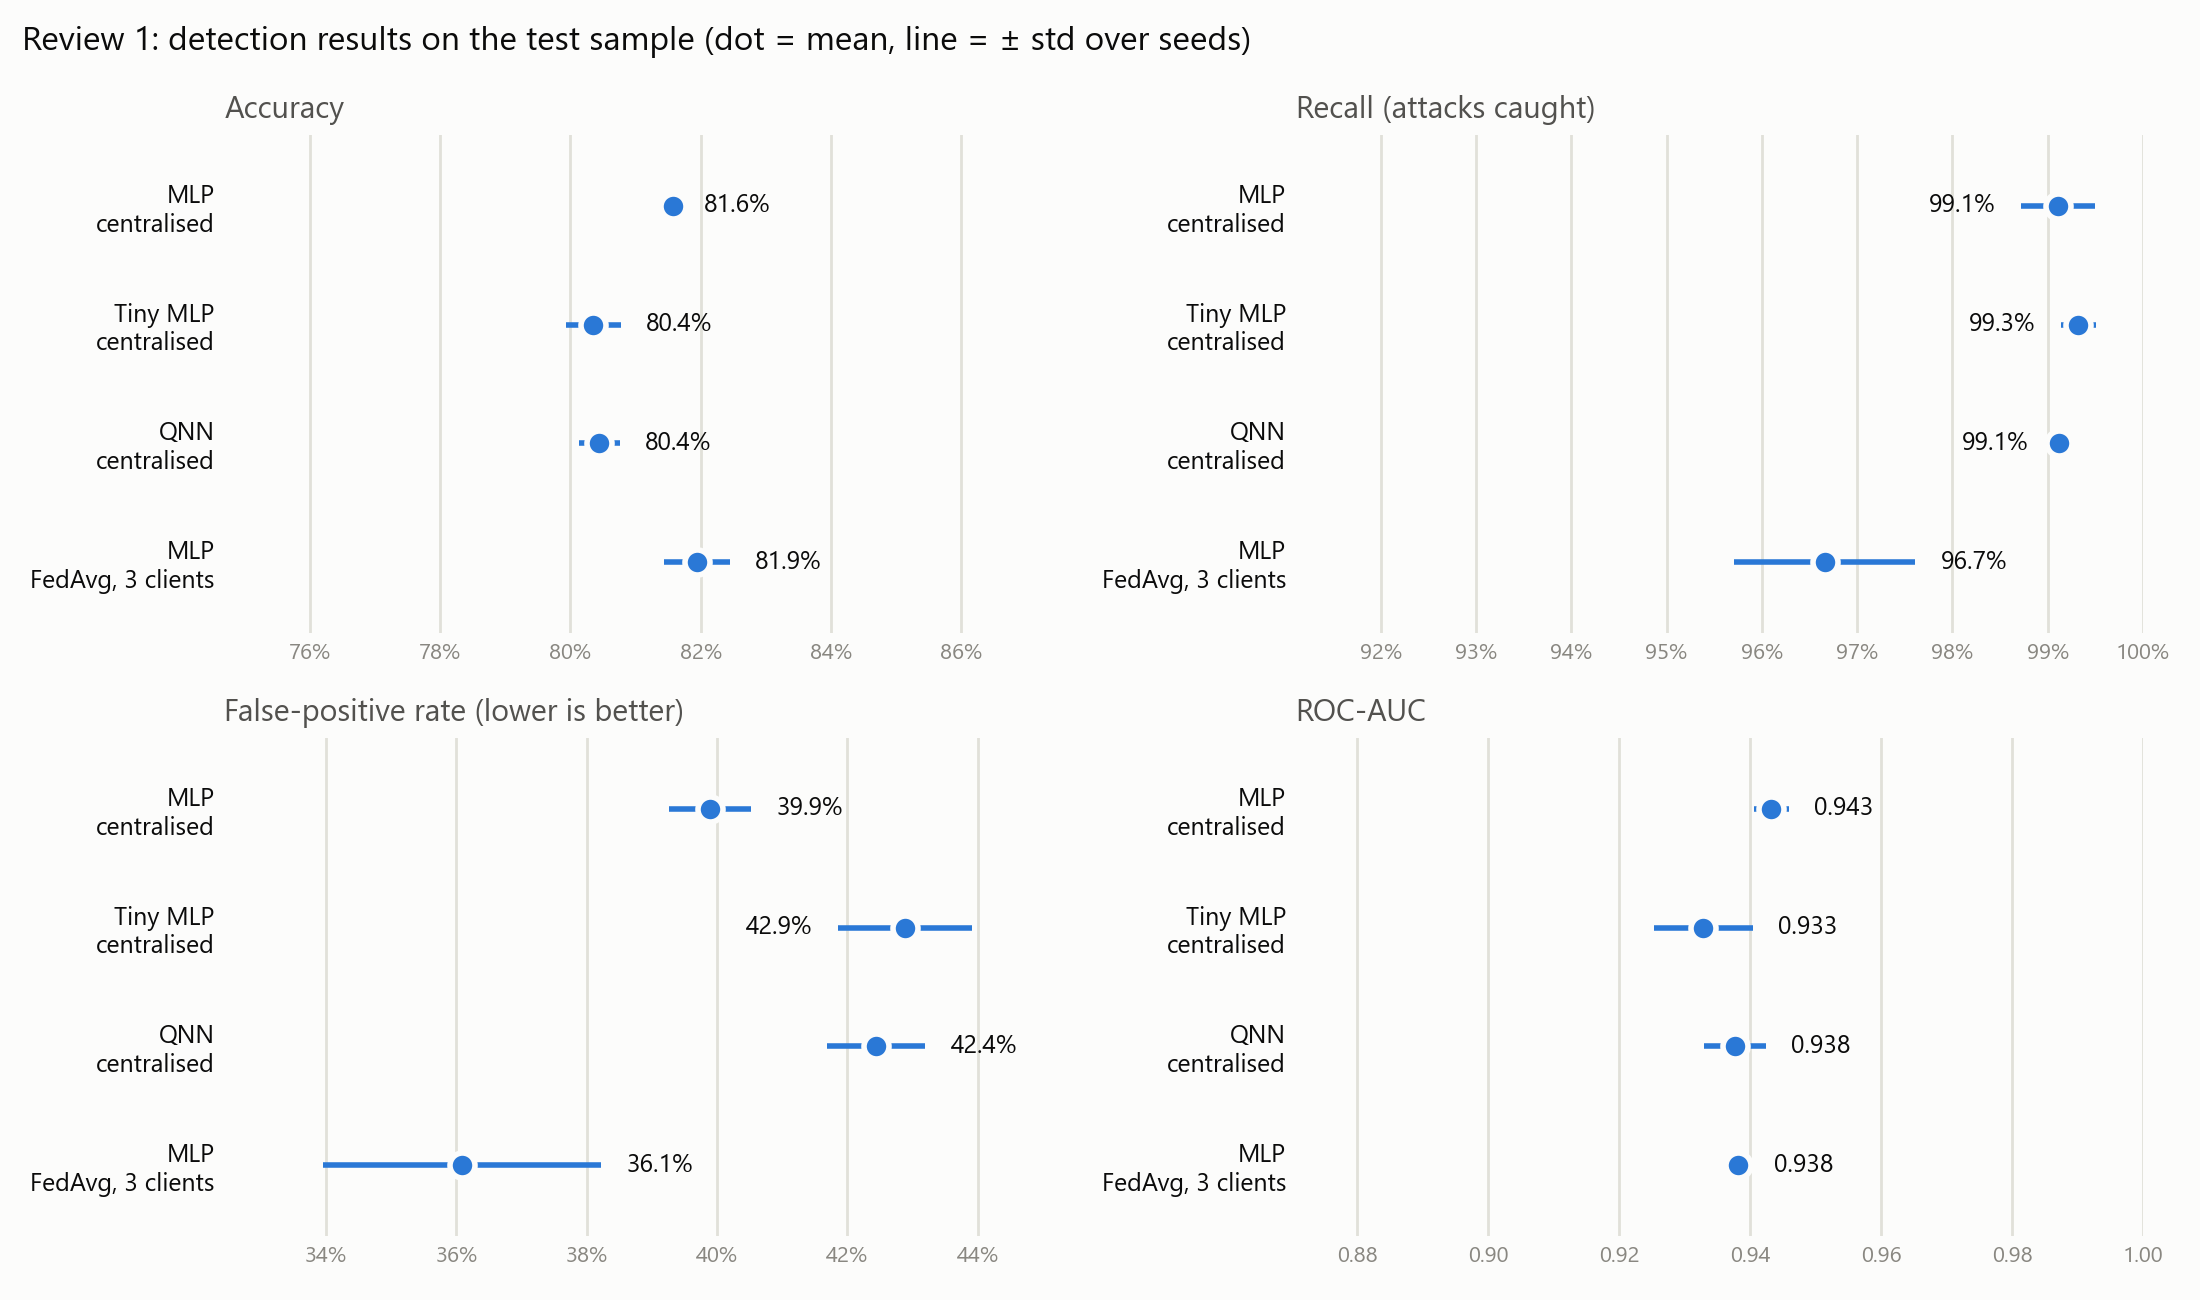 Review 1: detection results on the test sample (dot = mean, line = ± std over seeds)
Accuracy
MLP
centralised
81.6%
Tiny MLP
centralised
80.4%
QNN
centralised
80.4%
MLP
FedAvg, 3 clients
81.9%
76% 78% 80% 82% 84% 86%
Recall (attacks caught)
MLP
centralised
99.1%
Tiny MLP
centralised
99.3%
QNN
centralised
99.1%
MLP
FedAvg, 3 clients
96.7%
92% 93% 94% 95% 96% 97% 98% 99% 100%
False-positive rate (lower is better)
MLP
centralised
39.9%
Tiny MLP
centralised
42.9%
QNN
centralised
42.4%
MLP
FedAvg, 3 clients
36.1%
34% 36% 38% 40% 42% 44%
ROC-AUC
MLP
centralised
0.943
Tiny MLP
centralised
0.933
QNN
centralised
0.938
MLP
FedAvg, 3 clients
0.938
0.88 0.90 0.92 0.94 0.96 0.98 1.00